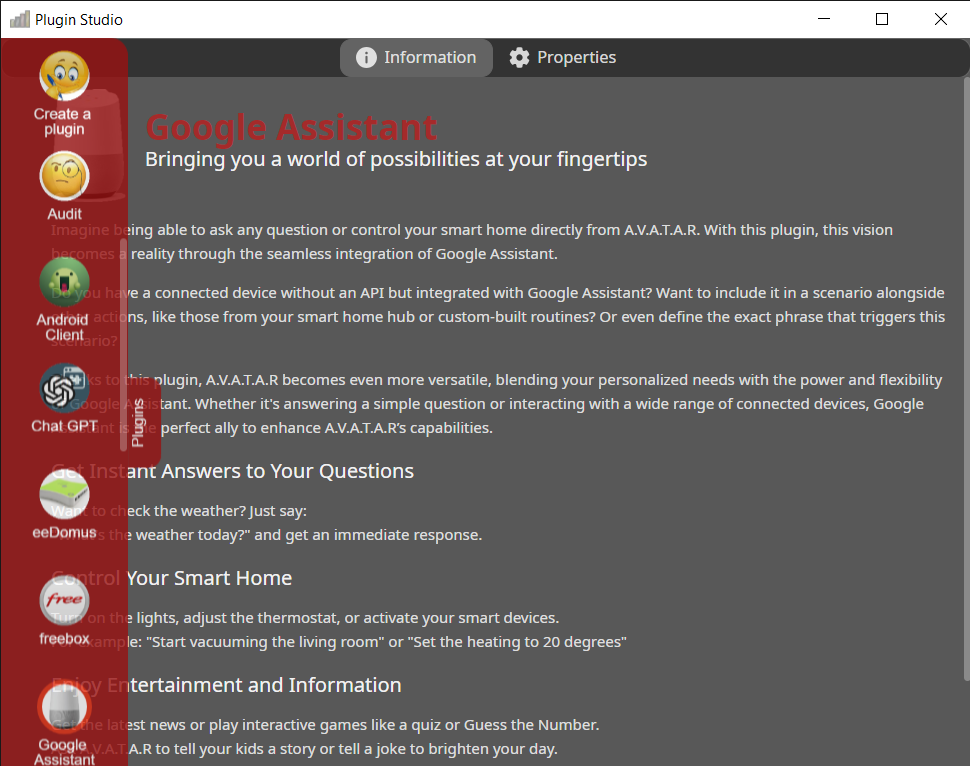 Plugin Studio
Information
Properties
Create a
plugin
Audit
Android
Client
Chat GPT
eeDomus
free
freebox
Google
Assistant
Plugins
Google Assistant
Bringing you a world of possibilities at your fingertips
Imagine being able to ask any question or control your smart home directly from A.V.A.T.A.R. With this plugin, this vision
becomes a reality through the seamless integration of Google Assistant.
Do you have a connected device without an API but integrated with Google Assistant? Want to include it in a scenario alongside
actions, like those from your smart home hub or custom-built routines? Or even define the exact phrase that triggers this
scenario?
to this plugin, A.V.A.T.A.R becomes even more versatile, blending your personalized needs with the power and flexibility
Google Assistant. Whether it's answering a simple question or interacting with a wide range of connected devices, Google
perfect ally to enhance A.V.A.T.A.R's capabilities.
Get Instant Answers to Your Questions
Want to check the weather? Just say:
the weather today?" and get an immediate response.
Control Your Smart Home
Turn on the lights, adjust the thermostat, or activate your smart devices.
For example: "Start vacuuming the living room" or "Set the heating to 20 degrees"
Enjoy Entertainment and Information
Get the latest news or play interactive games like a quiz or Guess the Number.
A.V.A.T.A.R to tell your kids a story or tell a joke to brighten your day.